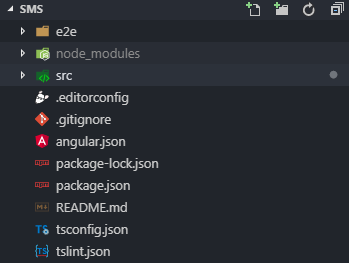 SMS
e2e
node_modules
src
.editorconfig
.gitignore
angular.json
package-lock.json
package.json
README.md
tsconfig.json
tslint.json